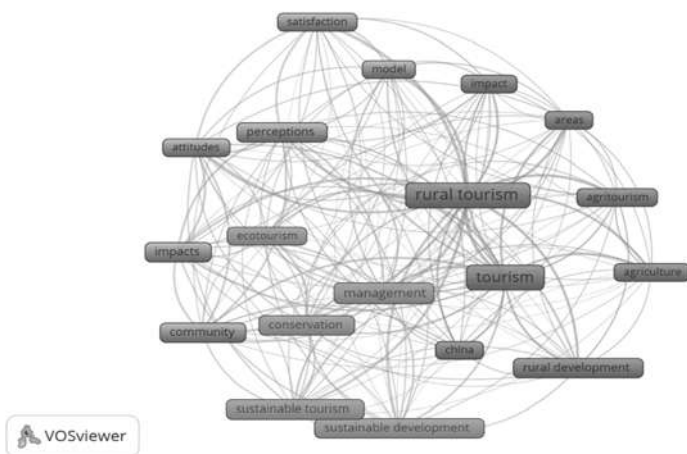 satisfaction
model
impact
areas
perceptions
attitudes
rural tourism
agritourism
ecotourism
impacts
agriculture
tourism
management
conservation
community
china
rural development
sustainable tourism
sustainable development
VOSviewer